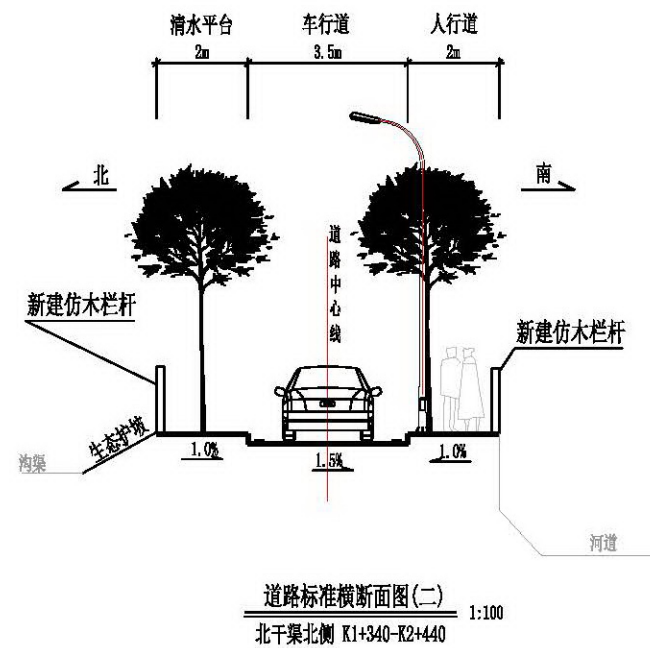 清水平台 车行道 人行道
2m 3.5m 2m
北 南
道路中心线
新建仿木栏杆 新建仿木栏杆
生态护坡
1.0% 1.5% 1.0%
沟渠
河道
道路标准横断面图(二) 1:100
北干渠北侧 K1+340-K2+440